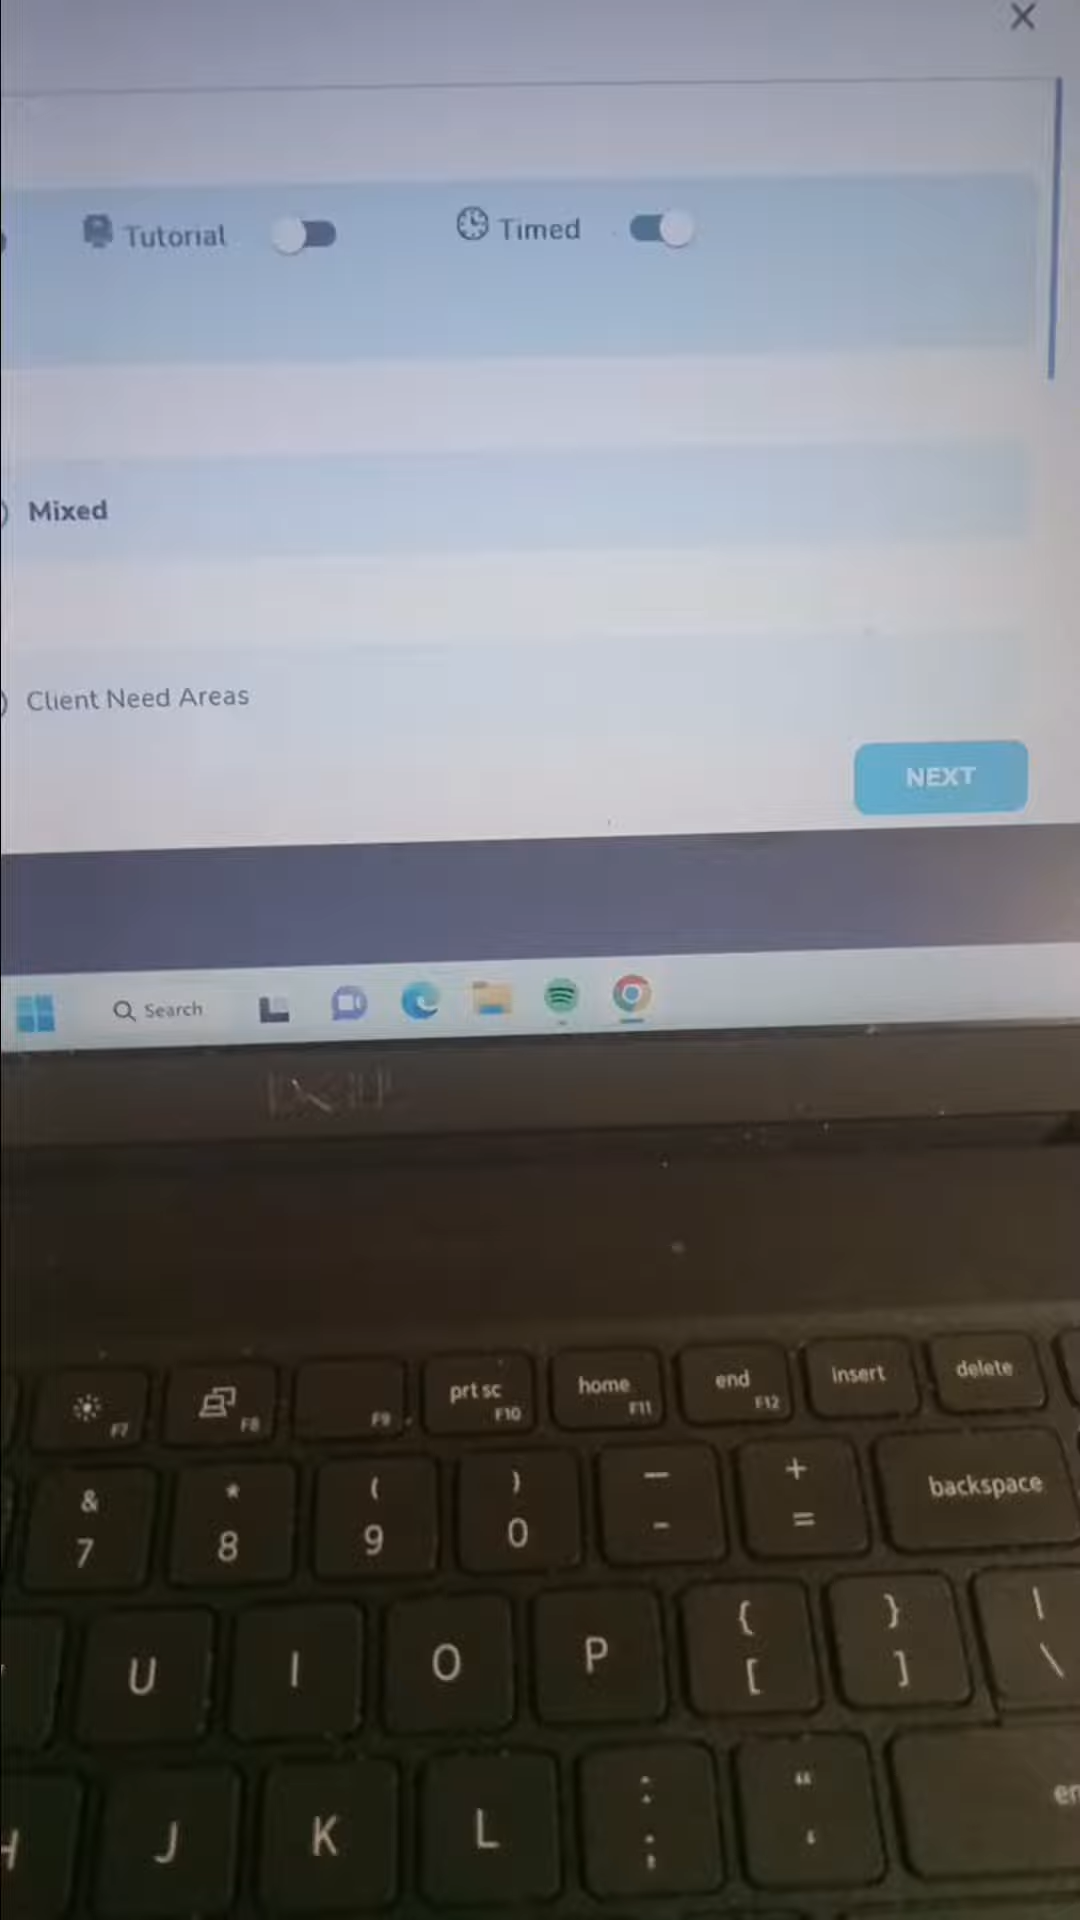 Tutorial Timed
Mixed
Client Need Areas
NEXT
Search
DELL
F7 F8 F9 prt sc F10 home F11 end F12 insert delete
& 7 * 8 ( 9 ) 0 — - + = backspace
U I O P { [ } ] | \
H J K L : ; “ ‘